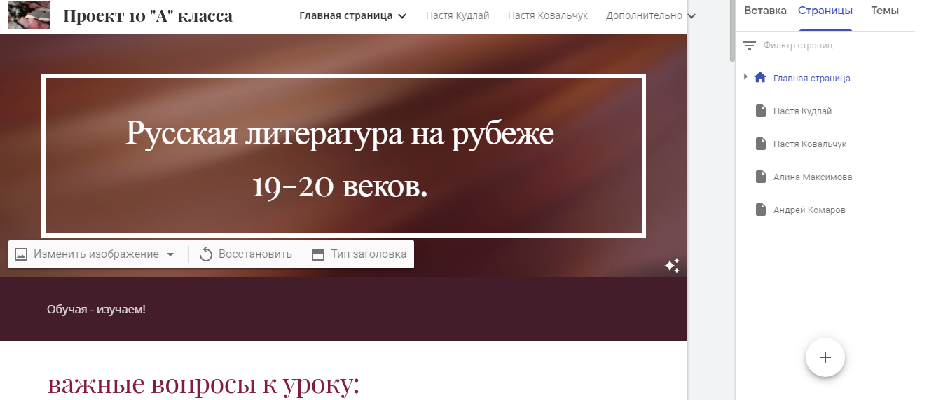 Проект 10 "А" класса
Главная страница Настя Кудлай Настя Ковальчук Дополнительно
Русская литература на рубеже
19-20 веков.
Изменить изображение Восстановить Тип заголовка
Обучая - изучаем!
важные вопросы к уроку:
Вставка Страницы Темы
Фильтр страниц
Главная страница
Настя Кудлай
Настя Ковальчук
Алина Максимова
Андрей Комаров